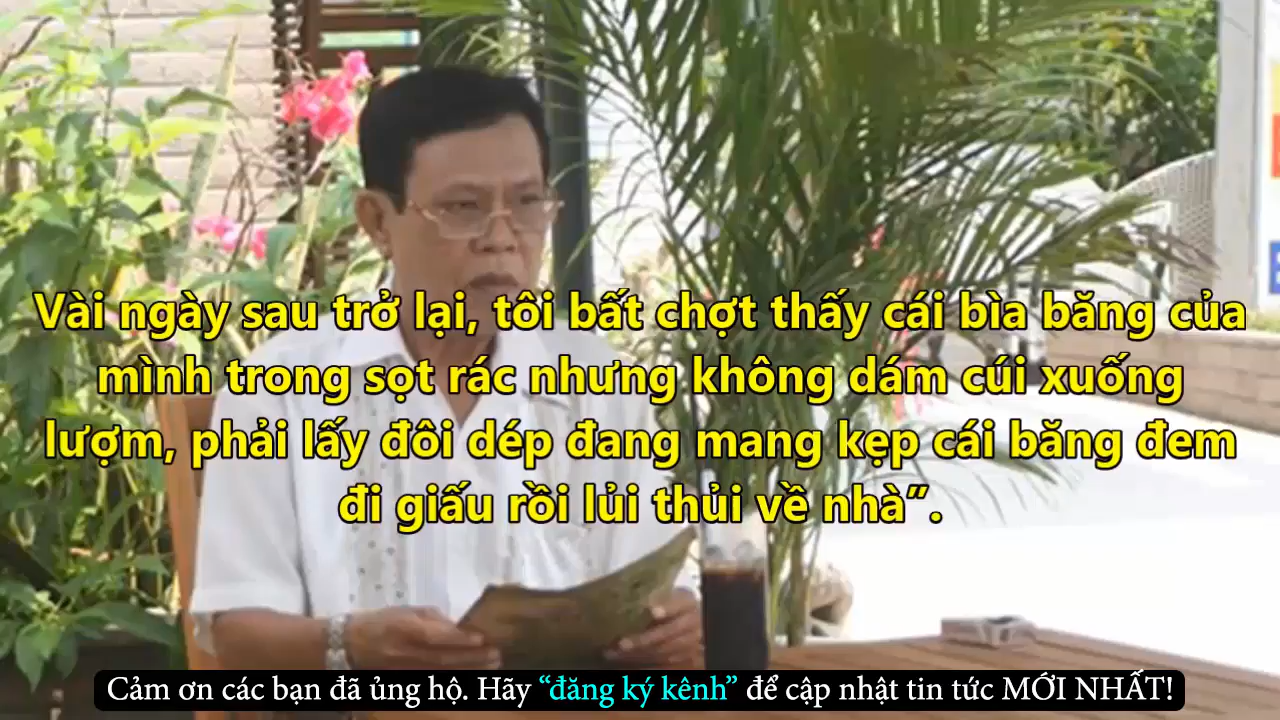 Vài ngày sau trở lại, tôi bất chợt thấy cái bìa băng của
mình trong sọt rác nhưng không dám cúi xuống
lượm, phải lấy đôi dép đang mang kẹp cái băng đem
đi giấu rồi lủi thủi về nhà”.
Cảm ơn các bạn đã ủng hộ. Hãy “đăng ký kênh” để cập nhật tin tức MỚI NHẤT!